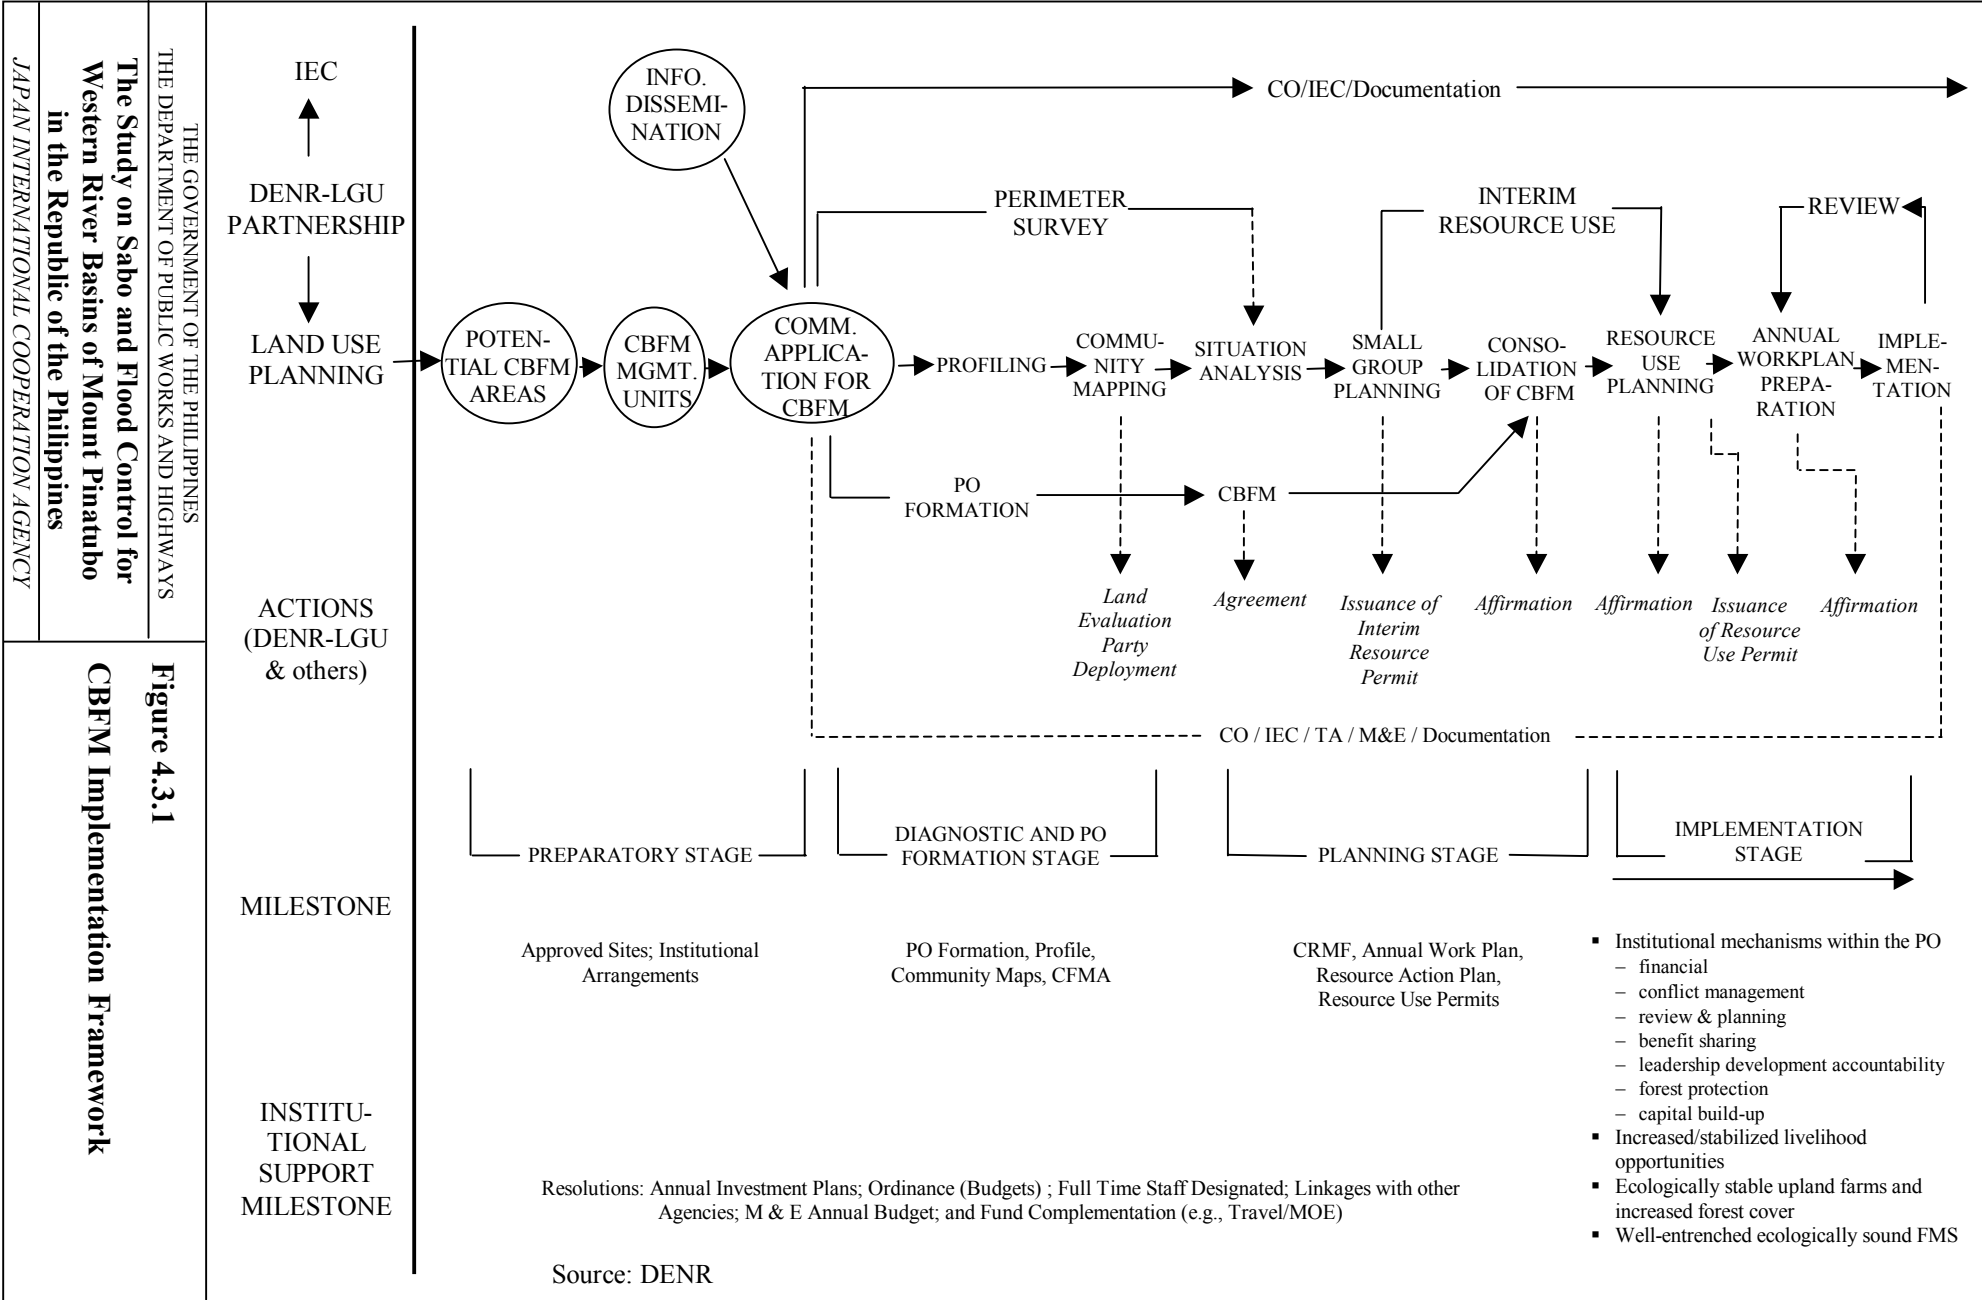 THE GOVERNMENT OF THE PHILIPPINES
THE DEPARTMENT OF PUBLIC WORKS AND HIGHWAYS
The Study on Sabo and Flood Control for
Western River Basins of Mount Pinatubo
in the Republic of the Philippines
JAPAN INTERNATIONAL COOPERATION AGENCY
Figure 4.3.1
CBFM Implementation Framework
IEC
DENR-LGU
PARTNERSHIP
LAND USE
PLANNING
ACTIONS
(DENR-LGU
& others)
MILESTONE
INSTITU-
TIONAL
SUPPORT
MILESTONE
INFO.
DISSEMI-
NATION
CO/IEC/Documentation
PERIMETER
SURVEY
INTERIM
RESOURCE USE
REVIEW
POTEN-
TIAL CBFM
AREAS
CBFM
MGMT.
UNITS
COMM.
APPLICA-
TION FOR
CBFM
PROFILING
COMMU-
NITY
MAPPING
SITUATION
ANALYSIS
SMALL
GROUP
PLANNING
CONSO-
LIDATION
OF CBFM
RESOURCE
USE
PLANNING
ANNUAL
WORKPLAN
PREPA-
RATION
IMPLE-
MEN-
TATION
PO
FORMATION
CBFM
Land
Evaluation
Party
Deployment
Agreement
Issuance of
Interim
Resource
Permit
Affirmation
Affirmation
Issuance
of Resource
Use Permit
Affirmation
CO / IEC / TA / M&E / Documentation
PREPARATORY STAGE
DIAGNOSTIC AND PO
FORMATION STAGE
PLANNING STAGE
IMPLEMENTATION
STAGE
Approved Sites; Institutional
Arrangements
PO Formation, Profile,
Community Maps, CFMA
CRMF, Annual Work Plan,
Resource Action Plan,
Resource Use Permits
▪ Institutional mechanisms within the PO
– financial
– conflict management
– review & planning
– benefit sharing
– leadership development accountability
– forest protection
– capital build-up
▪ Increased/stabilized livelihood
opportunities
▪ Ecologically stable upland farms and
increased forest cover
▪ Well-entrenched ecologically sound FMS
Resolutions: Annual Investment Plans; Ordinance (Budgets) ; Full Time Staff Designated; Linkages with other
Agencies; M & E Annual Budget; and Fund Complementation (e.g., Travel/MOE)
Source: DENR